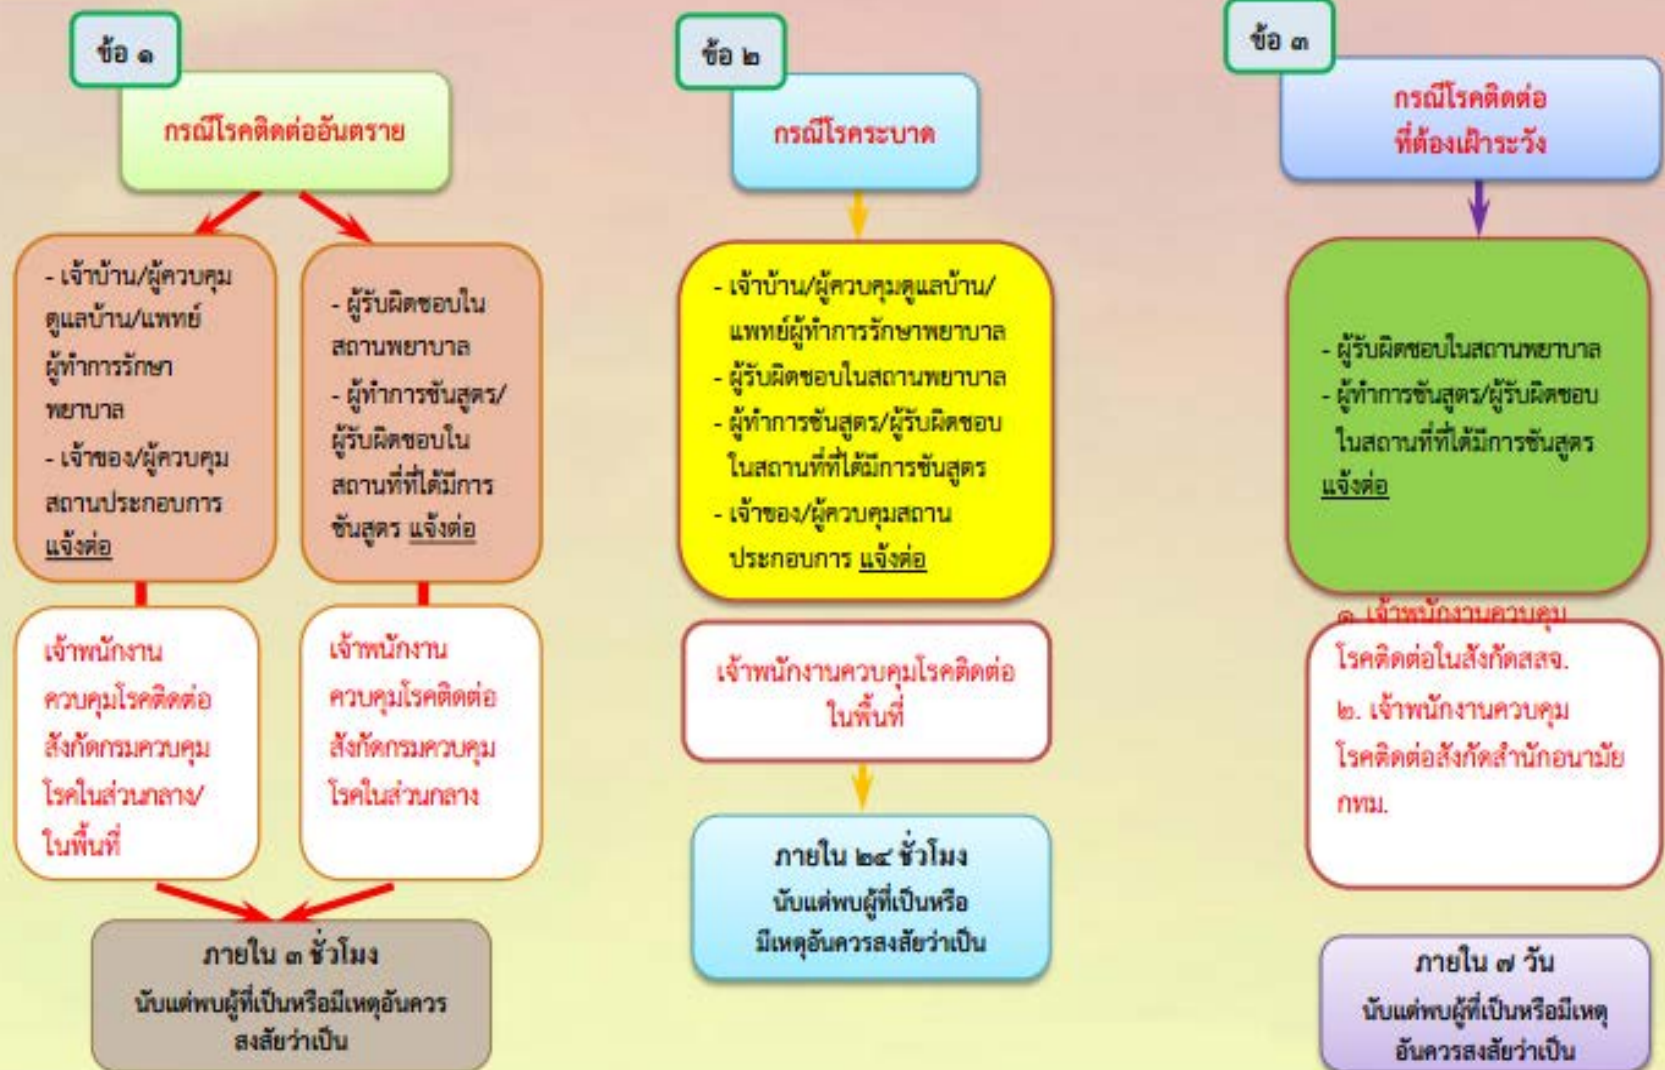 ข้อ ๑
กรณีโรคติดต่ออันตราย
- เจ้าบ้าน/ผู้ควบคุม
ดูแลบ้าน/แพทย์
ผู้ทำการรักษา
พยาบาล
- เจ้าของ/ผู้ควบคุม
สถานประกอบการ
แจ้งต่อ
- ผู้รับผิดชอบใน
สถานพยาบาล
- ผู้ทำการชันสูตร/
ผู้รับผิดชอบใน
สถานที่ที่ได้มีการ
ชันสูตร แจ้งต่อ
เจ้าพนักงาน
ควบคุมโรคติดต่อ
สังกัดกรมควบคุม
โรคในส่วนกลาง/
ในพื้นที่
เจ้าพนักงาน
ควบคุมโรคติดต่อ
สังกัดกรมควบคุม
โรคในส่วนกลาง
ภายใน ๓ ชั่วโมง
นับแต่พบผู้ที่เป็นหรือมีเหตุอันควร
สงสัยว่าเป็น
ข้อ ๒
กรณีโรคระบาด
- เจ้าบ้าน/ผู้ควบคุมดูแลบ้าน/
แพทย์ผู้ทำการรักษาพยาบาล
- ผู้รับผิดชอบในสถานพยาบาล
- ผู้ทำการชันสูตร/ผู้รับผิดชอบ
ในสถานที่ที่ได้มีการชันสูตร
- เจ้าของ/ผู้ควบคุมสถาน
ประกอบการ แจ้งต่อ
เจ้าพนักงานควบคุมโรคติดต่อ
ในพื้นที่
ภายใน ๒๔ ชั่วโมง
นับแต่พบผู้ที่เป็นหรือ
มีเหตุอันควรสงสัยว่าเป็น
ข้อ ๓
กรณีโรคติดต่อ
ที่ต้องเฝ้าระวัง
- ผู้รับผิดชอบในสถานพยาบาล
- ผู้ทำการชันสูตร/ผู้รับผิดชอบ
ในสถานที่ที่ได้มีการชันสูตร
แจ้งต่อ
๑. เจ้าพนักงานควบคุม
โรคติดต่อในสังกัดสสจ.
๒. เจ้าพนักงานควบคุม
โรคติดต่อสังกัดสำนักอนามัย
กทม.
ภายใน ๗ วัน
นับแต่พบผู้ที่เป็นหรือมีเหตุ
อันควรสงสัยว่าเป็น